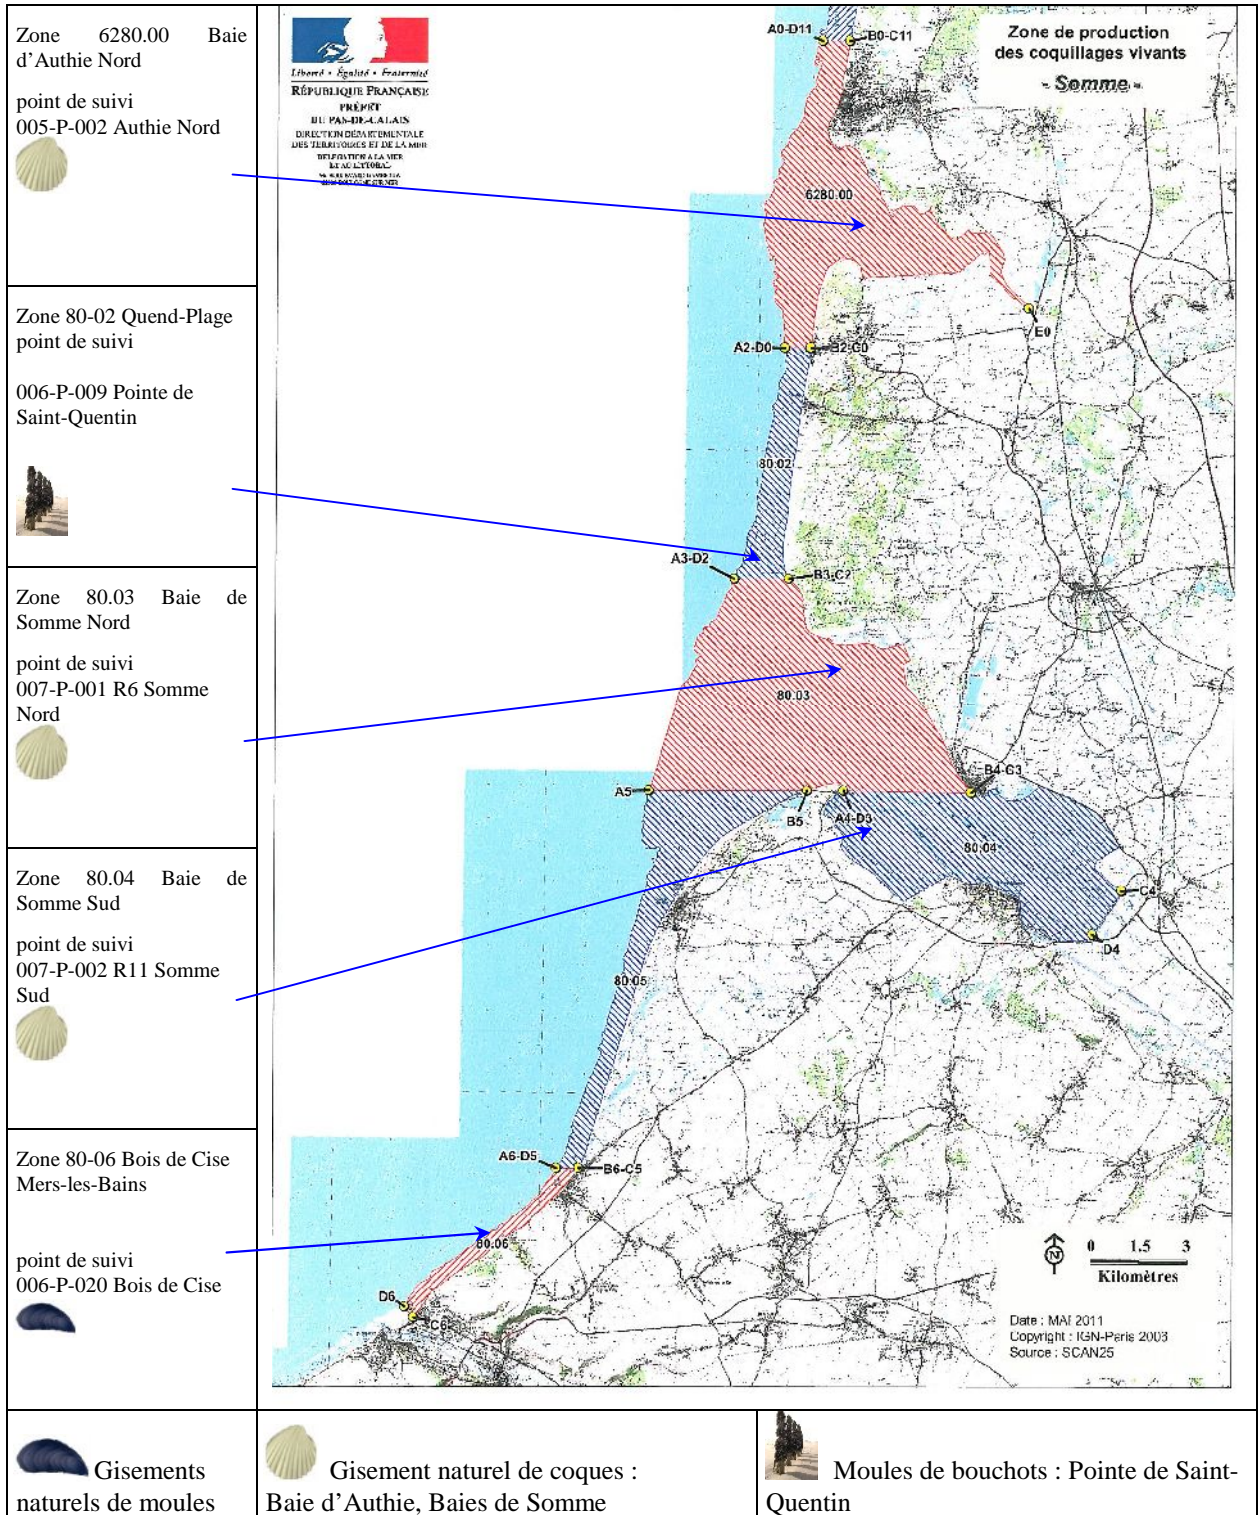 Zone 6280.00 Baie
d'Authie Nord
point de suivi
005-P-002 Authie Nord
Zone 80-02 Quend-Plage
point de suivi
006-P-009 Pointe de
Saint-Quentin
Zone 80.03 Baie de
Somme Nord
point de suivi
007-P-001 R6 Somme
Nord
Zone 80.04 Baie de
Somme Sud
point de suivi
007-P-002 R11 Somme
Sud
Zone 80-06 Bois de Cise
Mers-les-Bains
point de suivi
006-P-020 Bois de Cise
Liberté • Égalité • Fraternité
RÉPUBLIQUE FRANÇAISE
PRÉFET
DU PAS-DE-CALAIS
DIRECTION DÉPARTEMENTALE
DES TERRITOIRES ET DE LA MER
DELEGATION A LA MER
ET AU LITTORAL
Zone de production
des coquillages vivants
- Somme -
A0-D11
B0-C11
6280.00
E0
A2-D0
B2-C0
80.02
A3-D2
B3-C2
80.03
A5
B5
A4-D3
B4-C3
80.04
C4
D4
80.05
A6-D5
B6-C5
80.06
D6
C6
N
0 1.5 3
Kilomètres
Date : MAI 2011
Copyright : IGN-Paris 2003
Source : SCAN25
Gisements
naturels de moules
Gisement naturel de coques :
Baie d'Authie, Baies de Somme
Moules de bouchots : Pointe de Saint-
Quentin